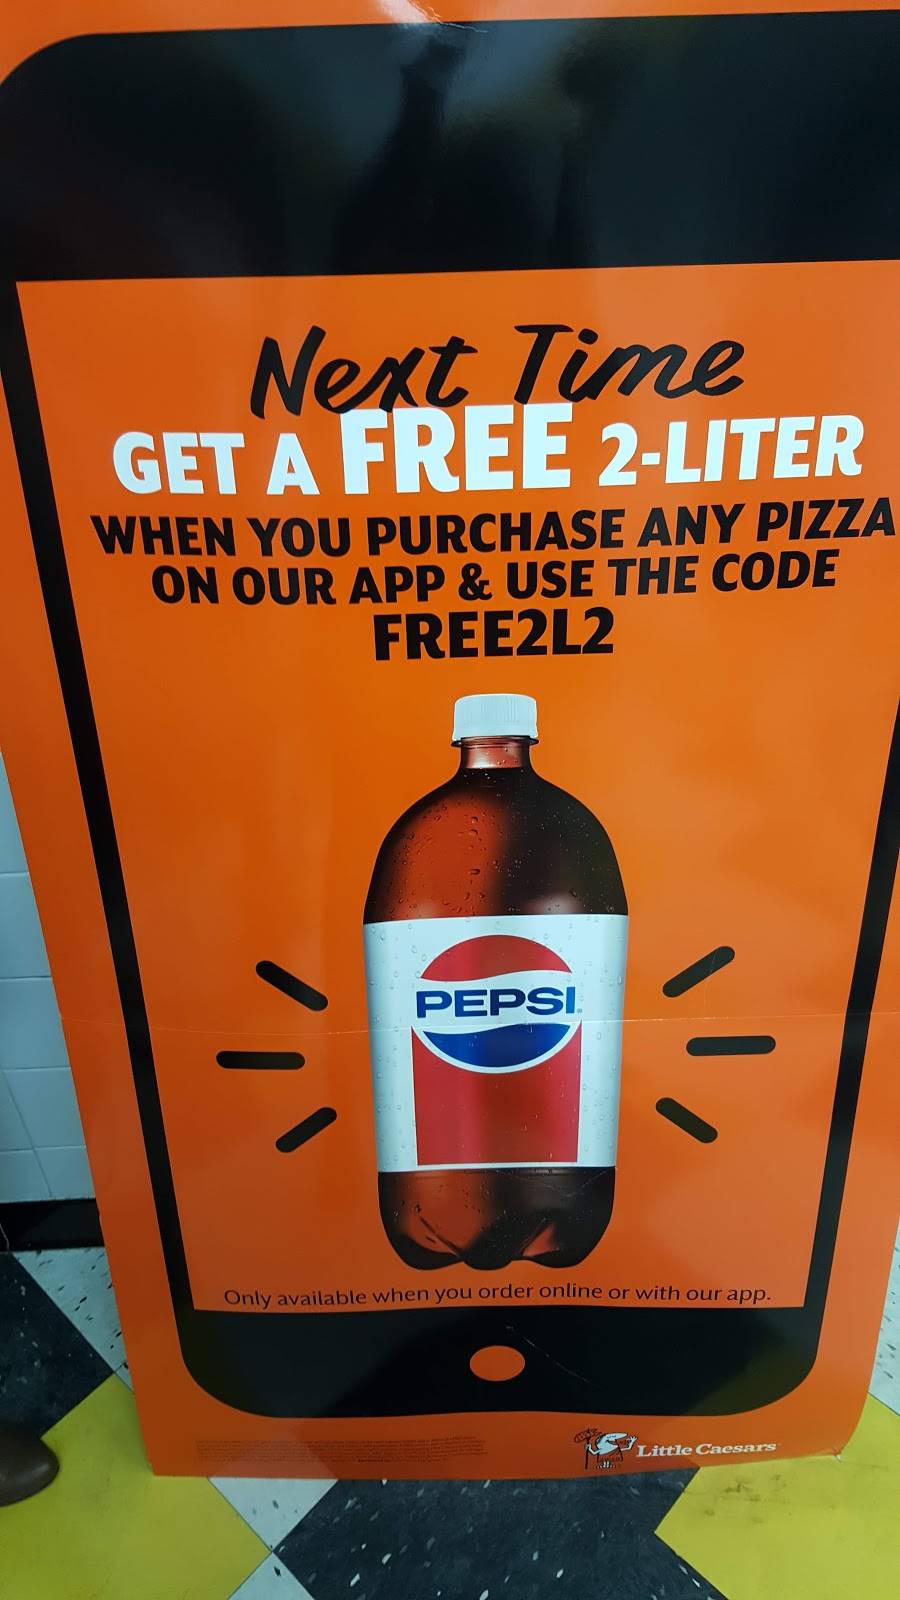 Next Time
GET A FREE 2-LITER
WHEN YOU PURCHASE ANY PIZZA
ON OUR APP & USE THE CODE
FREE2L2
PEPSI
Only available when you order online or with our app.
Little Caesars